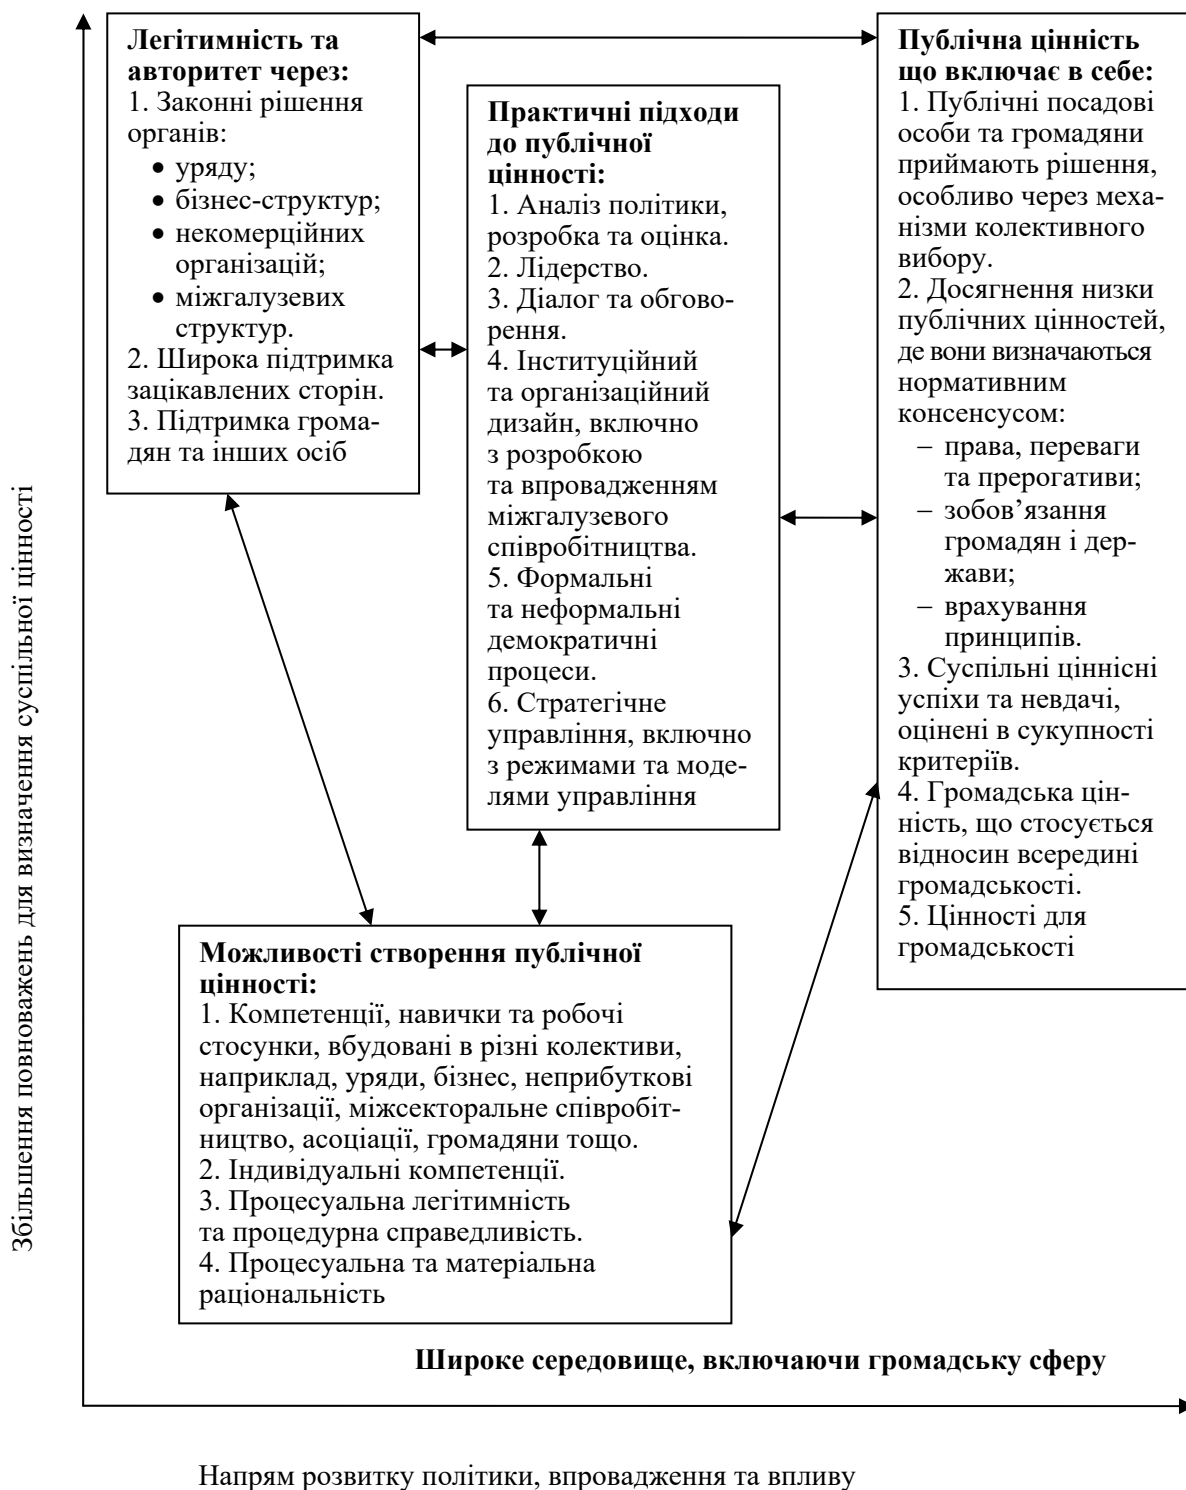 Легітимність та
авторитет через:
1. Законні рішення
органів:
• уряду;
• бізнес-структур;
• некомерційних
організацій;
• міжгалузевих
структур.
2. Широка підтримка
зацікавлених сторін.
3. Підтримка грома-
дян та інших осіб
Практичні підходи
до публічної
цінності:
1. Аналіз політики,
розробка та оцінка.
2. Лідерство.
3. Діалог та обгово-
рення.
4. Інституційний
та організаційний
дизайн, включно
з розробкою
та впровадженням
міжгалузевого
співробітництва.
5. Формальні
та неформальні
демократичні
процеси.
6. Стратегічне
управління, включно
з режимами та моде-
лями управління
Публічна цінність
що включає в себе:
1. Публічні посадові
особи та громадяни
приймають рішення,
особливо через меха-
нізми колективного
вибору.
2. Досягнення низки
публічних цінностей,
де вони визначаються
нормативним
консенсусом:
– права, переваги
та прерогативи;
– зобов’язання
громадян і дер-
жави;
– врахування
принципів.
3. Суспільні ціннісні
успіхи та невдачі,
оцінені в сукупності
критеріїв.
4. Громадська цін-
ність, що стосується
відносин всередині
громадськості.
5. Цінності для
громадськості
Можливості створення публічної
цінності:
1. Компетенції, навички та робочі
стосунки, вбудовані в різні колективи,
наприклад, уряди, бізнес, неприбуткові
організації, міжсекторальне співробіт-
ництво, асоціації, громадяни тощо.
2. Індивідуальні компетенції.
3. Процесуальна легітимність
та процедурна справедливість.
4. Процесуальна та матеріальна
раціональність
Широке середовище, включаючи громадську сферу
Збільшення повноважень для визначення суспільної цінності
Напрям розвитку політики, впровадження та впливу